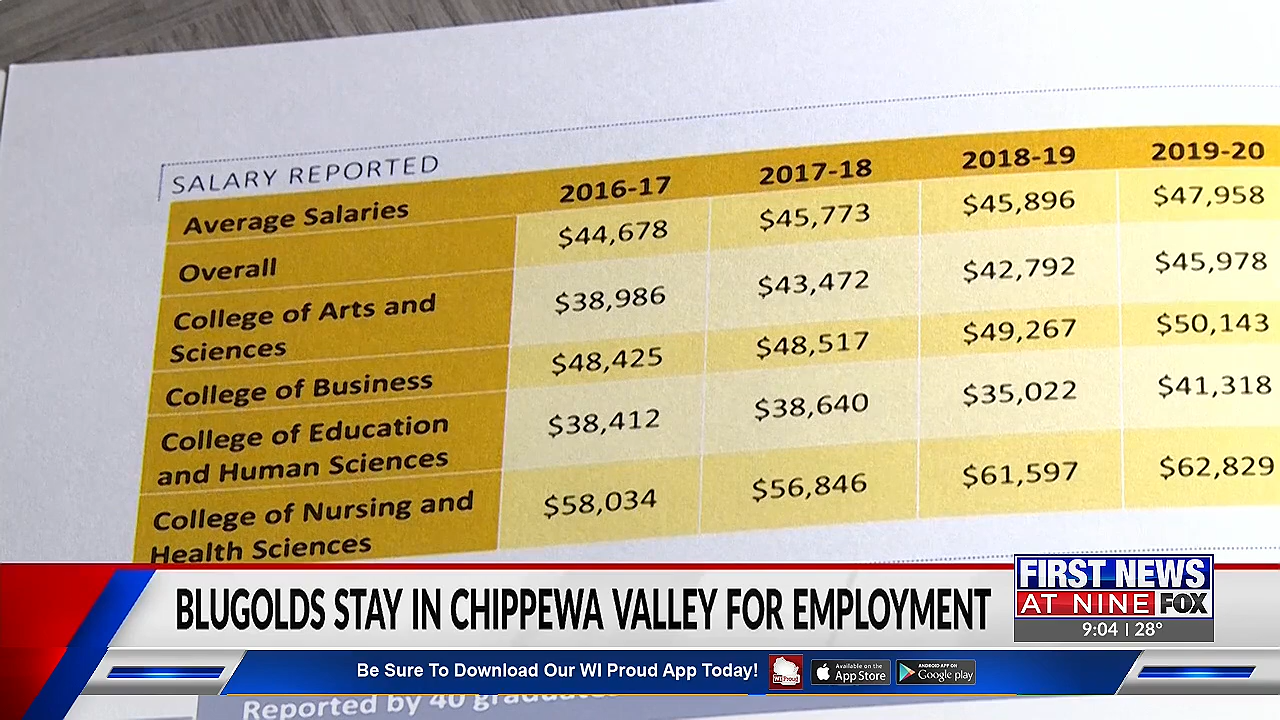 SALARY REPORTED
Average Salaries 2016-17 2017-18 2018-19 2019-20
Overall $44,678 $45,773 $45,896 $47,958
College of Arts and
Sciences $38,986 $43,472 $42,792 $45,978
College of Business $48,425 $48,517 $49,267 $50,143
College of Education
and Human Sciences $38,412 $38,640 $35,022 $41,318
College of Nursing and
Health Sciences $58,034 $56,846 $61,597 $62,829
BLUGOLDS STAY IN CHIPPEWA VALLEY FOR EMPLOYMENT
FIRST NEWS
AT NINE FOX
9:04 | 28°
Be Sure To Download Our WI Proud App Today!
WI Proud
Available on the
App Store
ANDROID APP ON
Google play
Reported by 40 graduates